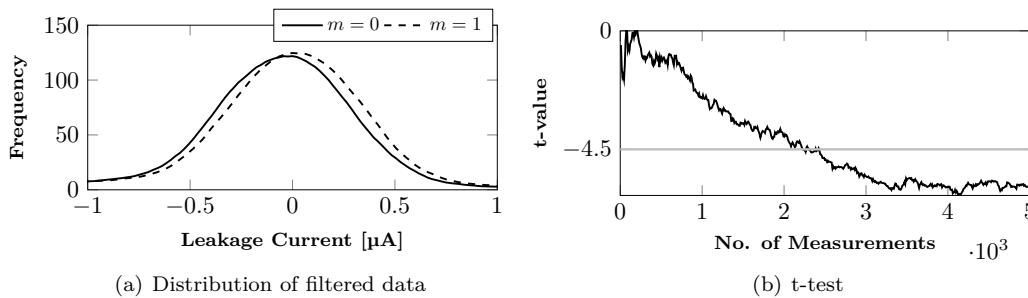 m = 0 m = 1
150
100
50
0
Frequency
−1 −0.5 0 0.5 1
Leakage Current [µA]
(a) Distribution of filtered data
0
−4.5
t-value
0 1 2 3 4 5
No. of Measurements ·10³
(b) t-test